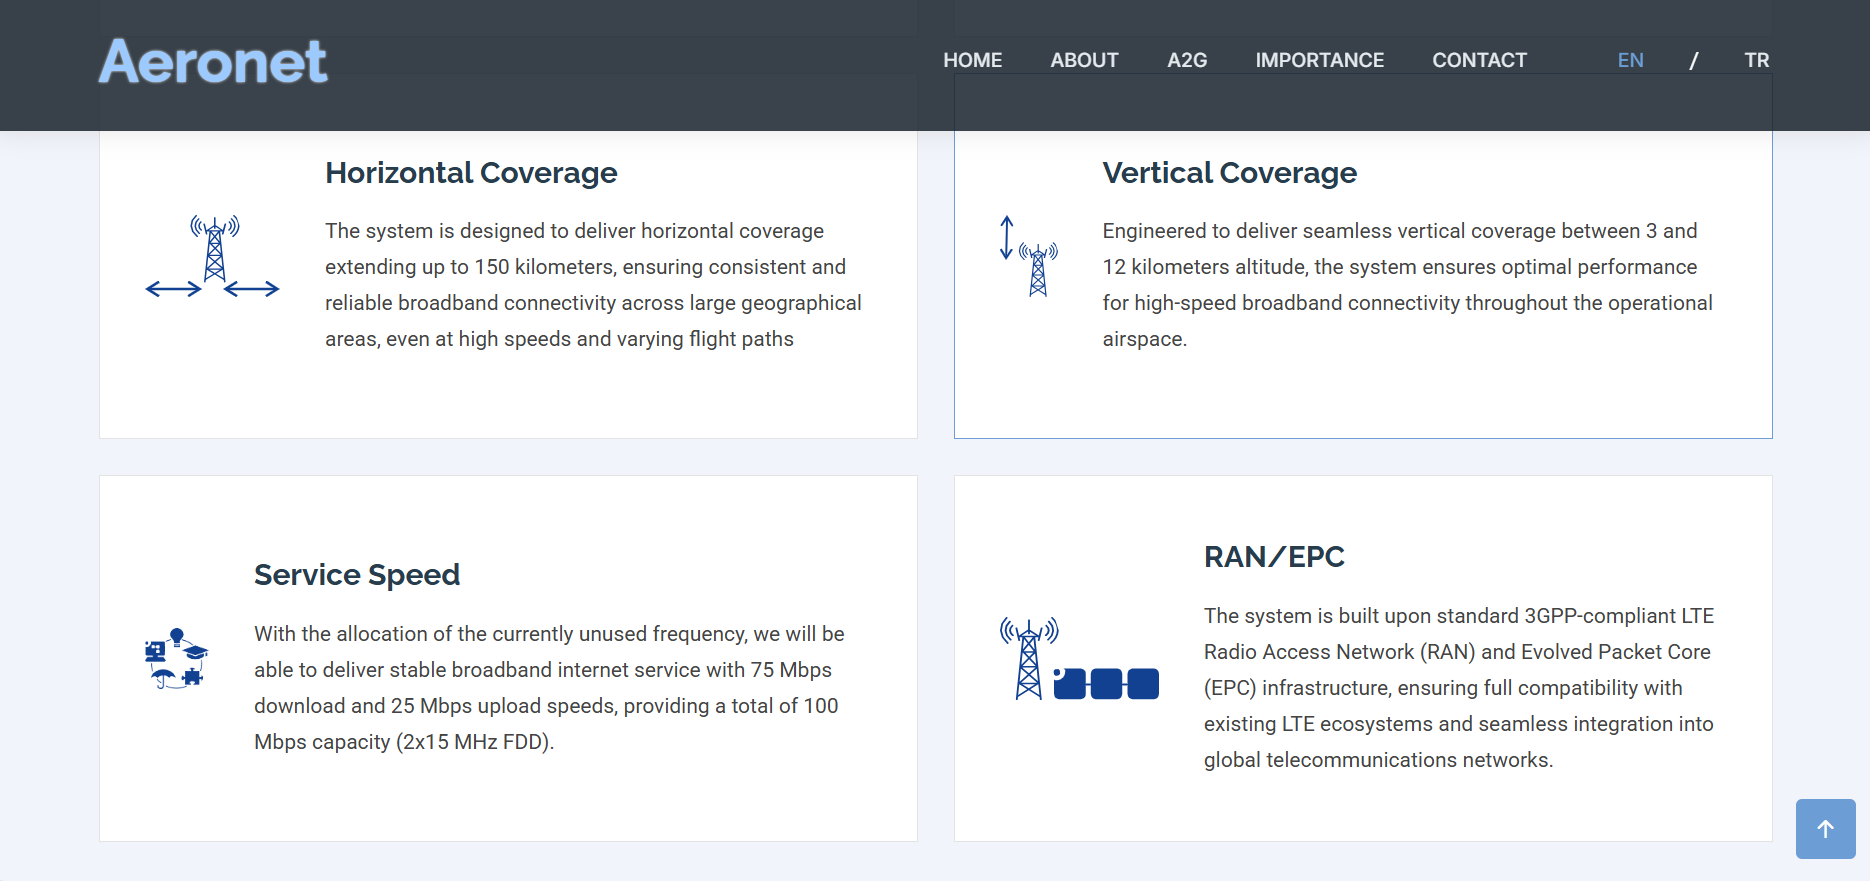 Aeronet
HOME ABOUT A2G IMPORTANCE CONTACT EN / TR
Horizontal Coverage
The system is designed to deliver horizontal coverage
extending up to 150 kilometers, ensuring consistent and
reliable broadband connectivity across large geographical
areas, even at high speeds and varying flight paths
Vertical Coverage
Engineered to deliver seamless vertical coverage between 3 and
12 kilometers altitude, the system ensures optimal performance
for high-speed broadband connectivity throughout the operational
airspace.
Service Speed
With the allocation of the currently unused frequency, we will be
able to deliver stable broadband internet service with 75 Mbps
download and 25 Mbps upload speeds, providing a total of 100
Mbps capacity (2x15 MHz FDD).
RAN/EPC
The system is built upon standard 3GPP-compliant LTE
Radio Access Network (RAN) and Evolved Packet Core
(EPC) infrastructure, ensuring full compatibility with
existing LTE ecosystems and seamless integration into
global telecommunications networks.